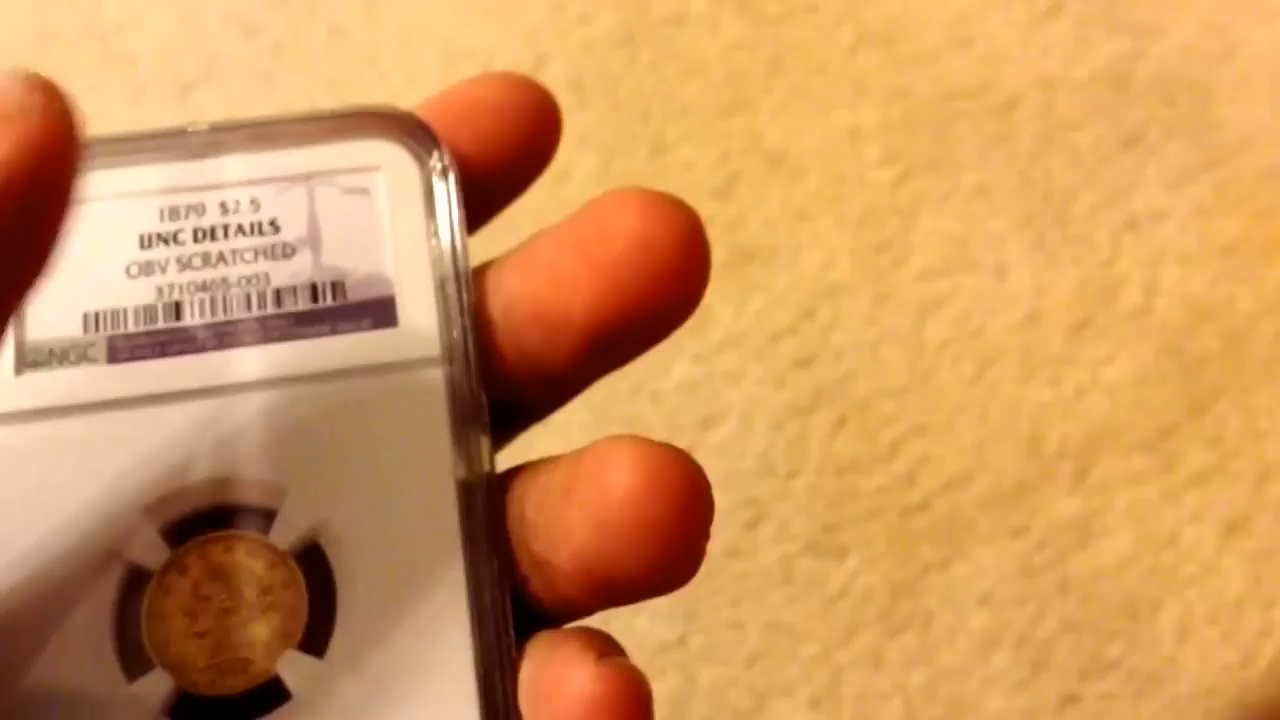 1870 $2.5
UNC DETAILS
OBV SCRATCHED
3710465-003
NGC